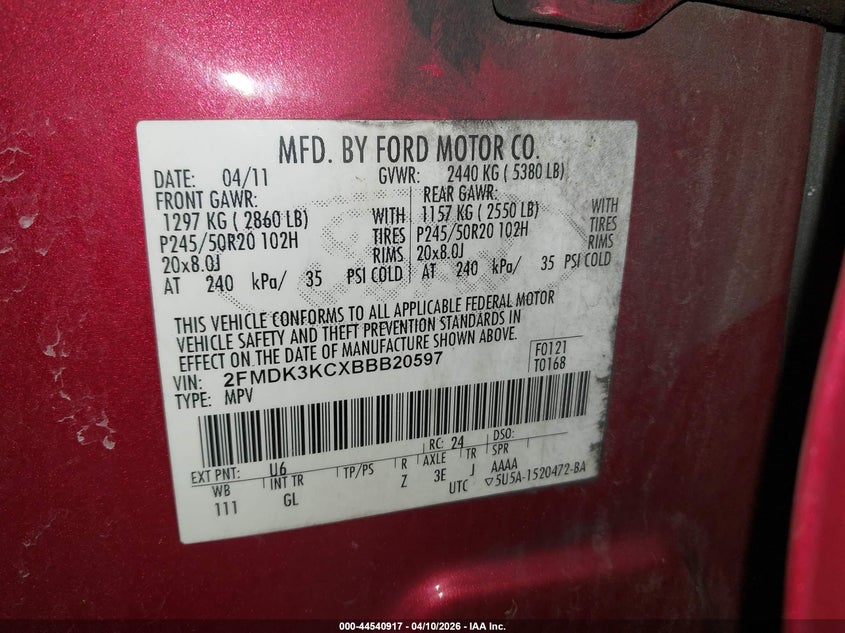 MFD. BY FORD MOTOR CO.
DATE: 04/11 GVWR: 2440 KG ( 5380 LB)
FRONT GAWR: REAR GAWR:
1297 KG ( 2860 LB) WITH 1157 KG ( 2550 LB) WITH
P245/50R20 102H TIRES P245/50R20 102H TIRES
20x8.0J RIMS 20x8.0J RIMS
AT 240 kPa/ 35 PSI COLD AT 240 kPa/ 35 PSI COLD
THIS VEHICLE CONFORMS TO ALL APPLICABLE FEDERAL MOTOR
VEHICLE SAFETY AND THEFT PREVENTION STANDARDS IN
EFFECT ON THE DATE OF MANUFACTURE SHOWN ABOVE.
VIN: 2FMDK3KCXBBB20597 F0121
TYPE: MPV T0168
EXT PNT: U6 RC: 24 DSO:
WB INT TR TP/PS R AXLE TR SPR
111 GL Z 3E J AAAA
UTC ▽5U5A-1520472-BA
000-44540917 - 04/10/2026 - IAA Inc.